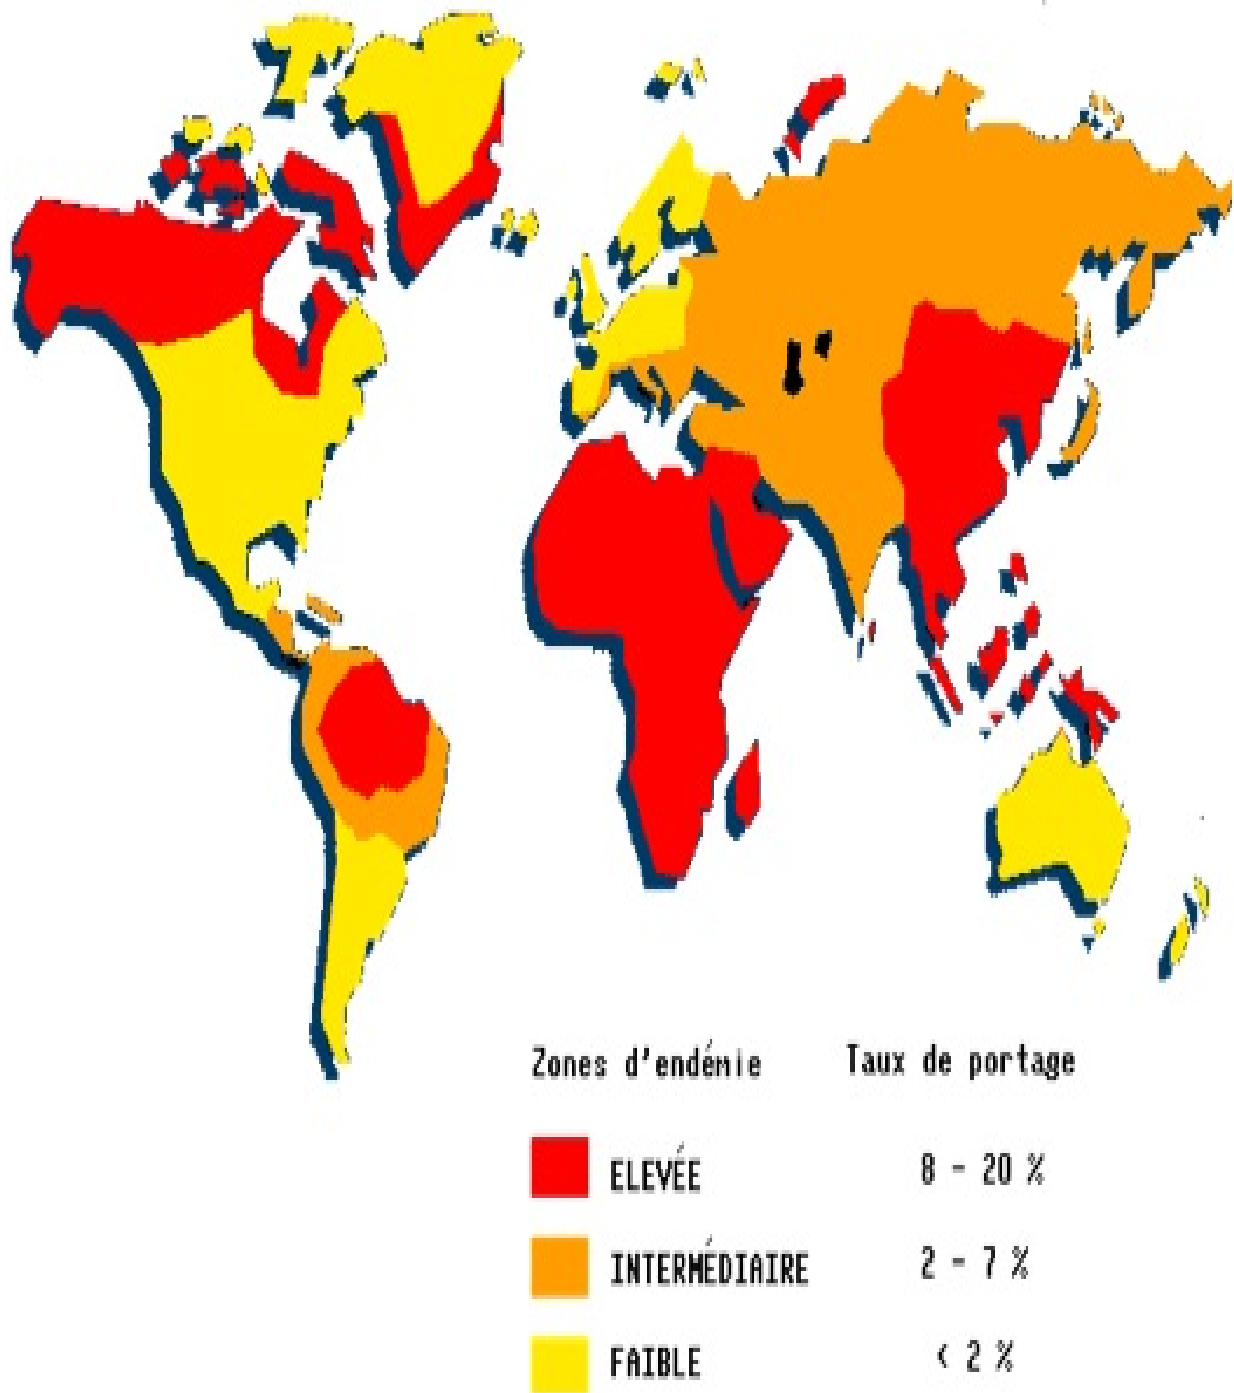 Zones d'endémie Taux de portage
ELEVÉE 8 - 20 %
INTERMÉDIAIRE 2 - 7 %
FAIBLE < 2 %